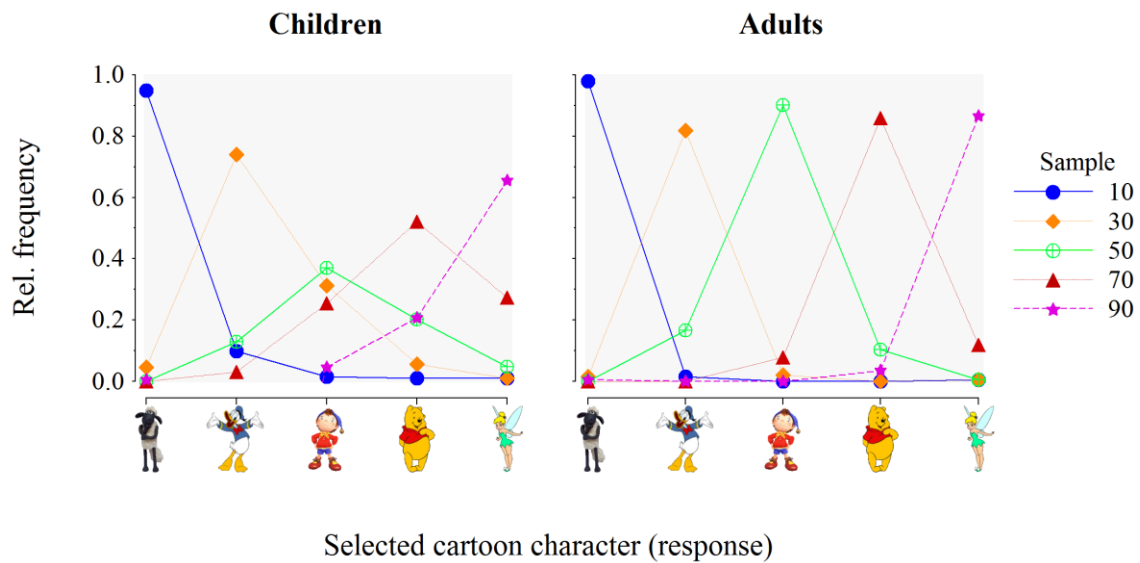 Children
Adults
Rel. frequency
1.0
0.8
0.6
0.4
0.2
0.0
Sample
10
30
50
70
90
Selected cartoon character (response)